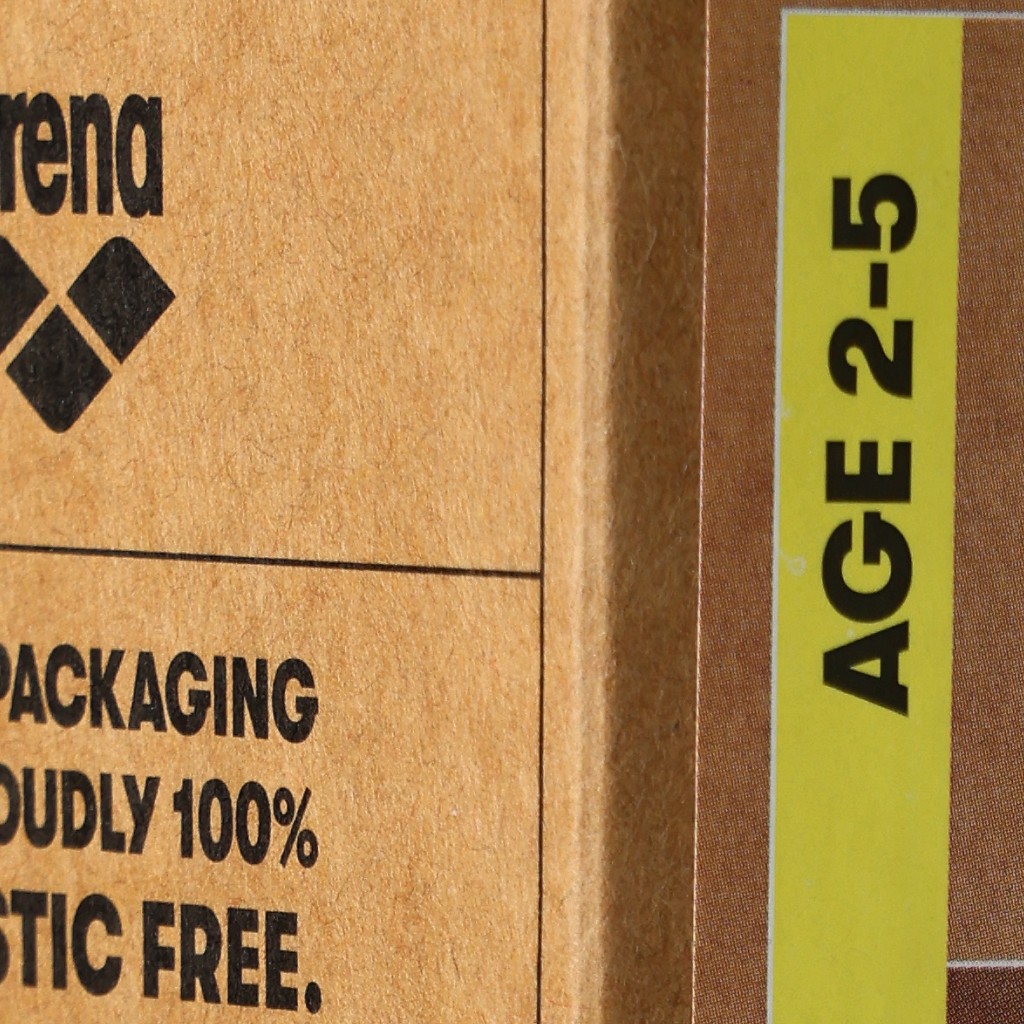 rena
PACKAGING
OUDLY 100%
STIC FREE.
AGE 2-5